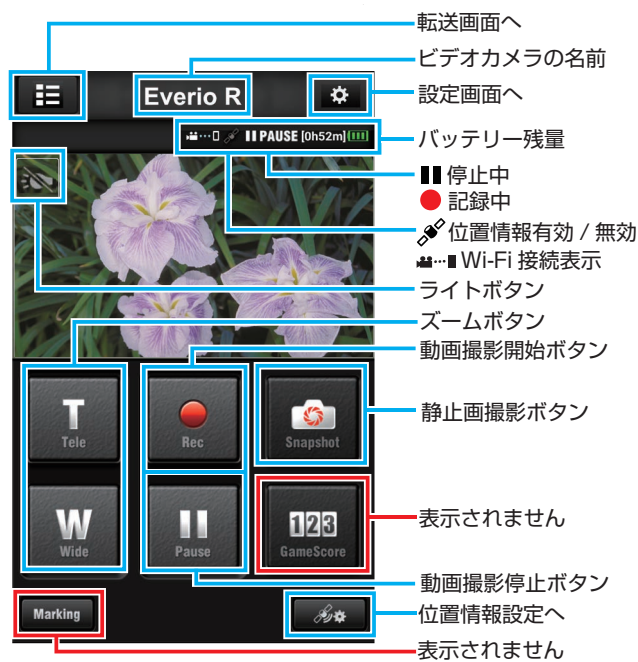 転送画面へ
ビデオカメラの名前
Everio R
設定画面へ
PAUSE [0h52m]
バッテリー残量
停止中
記録中
位置情報有効 / 無効
Wi-Fi 接続表示
ライトボタン
ズームボタン
動画撮影開始ボタン
T
Tele
Rec
Snapshot
静止画撮影ボタン
W
Wide
Pause
123
GameScore
表示されません
動画撮影停止ボタン
Marking
位置情報設定へ
表示されません